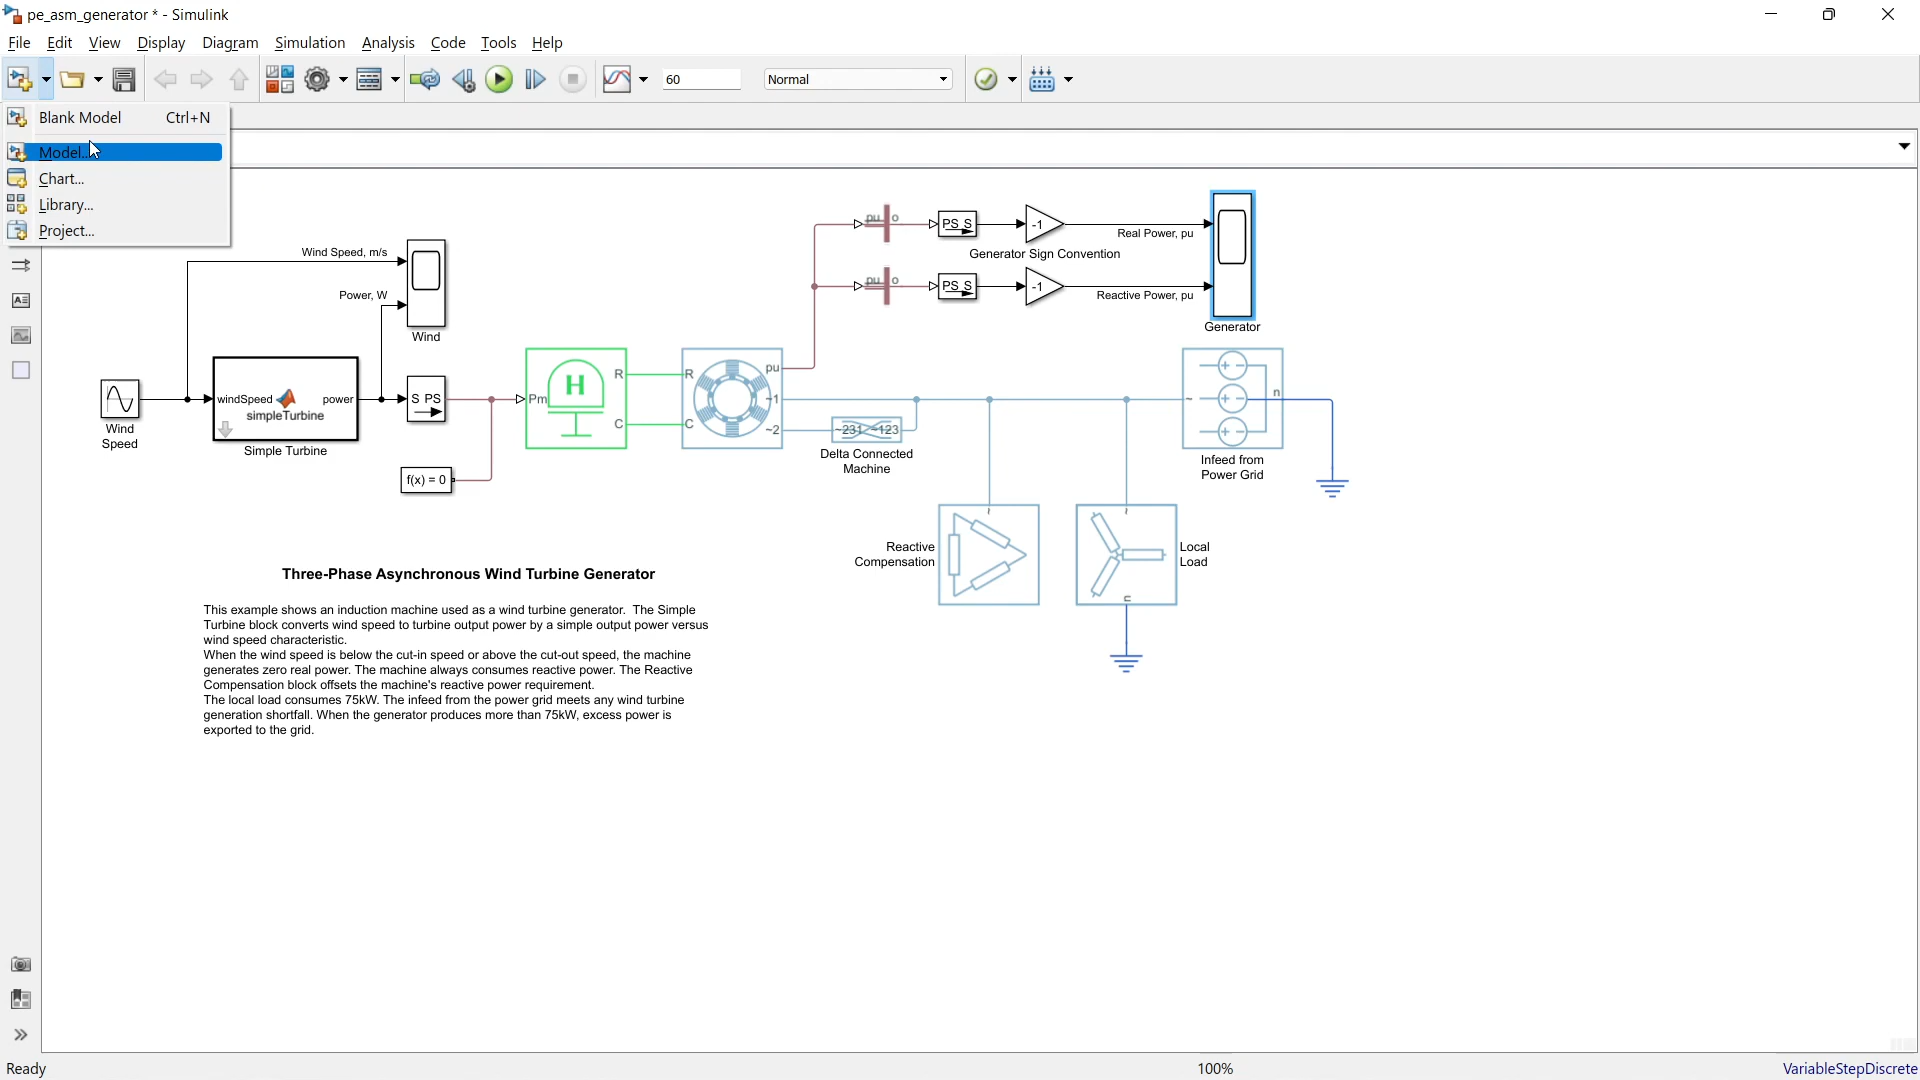 pe_asm_generator * - Simulink
File Edit View Display Diagram Simulation Analysis Code Tools Help
60
Normal
Blank Model Ctrl+N
Model...
Chart...
Library...
Project...
Wind Speed, m/s
Power, W
Wind
Wind
Speed
windSpeed
power
simpleTurbine
Simple Turbine
S PS
f(x) = 0
Pm
H
R
C
R
C
pu
~1
~2
~231 ~123
Delta Connected
Machine
pu o
PS S
-1
Real Power, pu
Generator Sign Convention
pu o
PS S
-1
Reactive Power, pu
Generator
~
n
Infeed from
Power Grid
Reactive
Compensation
~
~
n
Local
Load
Three-Phase Asynchronous Wind Turbine Generator
This example shows an induction machine used as a wind turbine generator. The Simple
Turbine block converts wind speed to turbine output power by a simple output power versus
wind speed characteristic.
When the wind speed is below the cut-in speed or above the cut-out speed, the machine
generates zero real power. The machine always consumes reactive power. The Reactive
Compensation block offsets the machine's reactive power requirement.
The local load consumes 75kW. The infeed from the power grid meets any wind turbine
generation shortfall. When the generator produces more than 75kW, excess power is
exported to the grid.
Ready
100%
VariableStepDiscrete